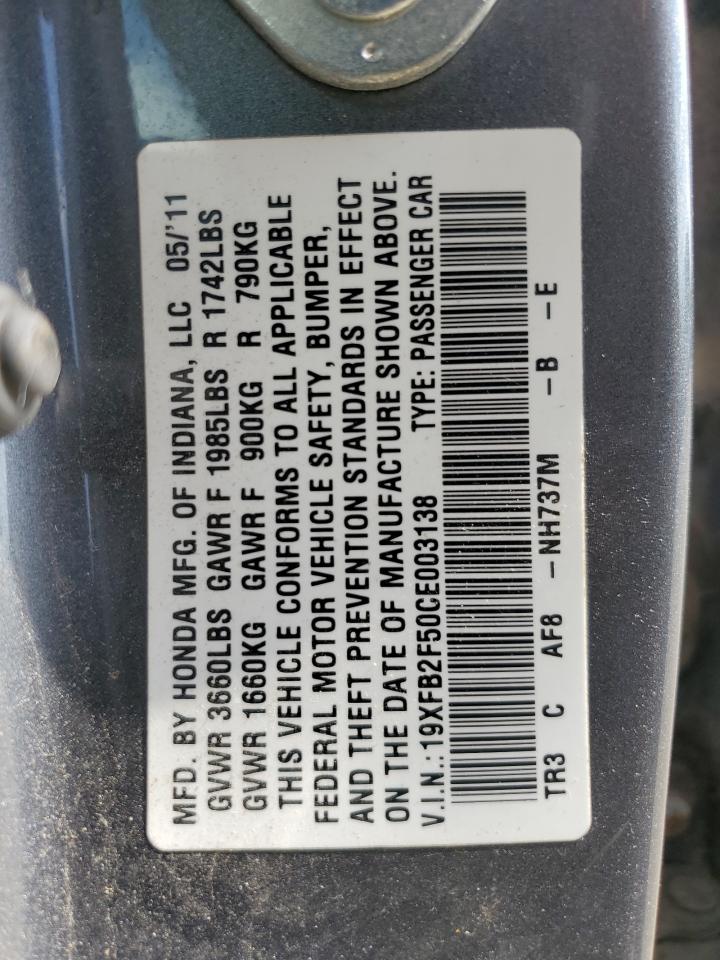 MFD. BY HONDA MFG. OF INDIANA, LLC 05/'11
GVWR 3660LBS GAWR F 1985LBS R 1742LBS
GVWR 1660KG GAWR F 900KG R 790KG
THIS VEHICLE CONFORMS TO ALL APPLICABLE
FEDERAL MOTOR VEHICLE SAFETY, BUMPER,
AND THEFT PREVENTION STANDARDS IN EFFECT
ON THE DATE OF MANUFACTURE SHOWN ABOVE.
V.I.N.: 19XFB2F50CE003138 TYPE: PASSENGER CAR
TR3 C AF8 -NH737M -B -E